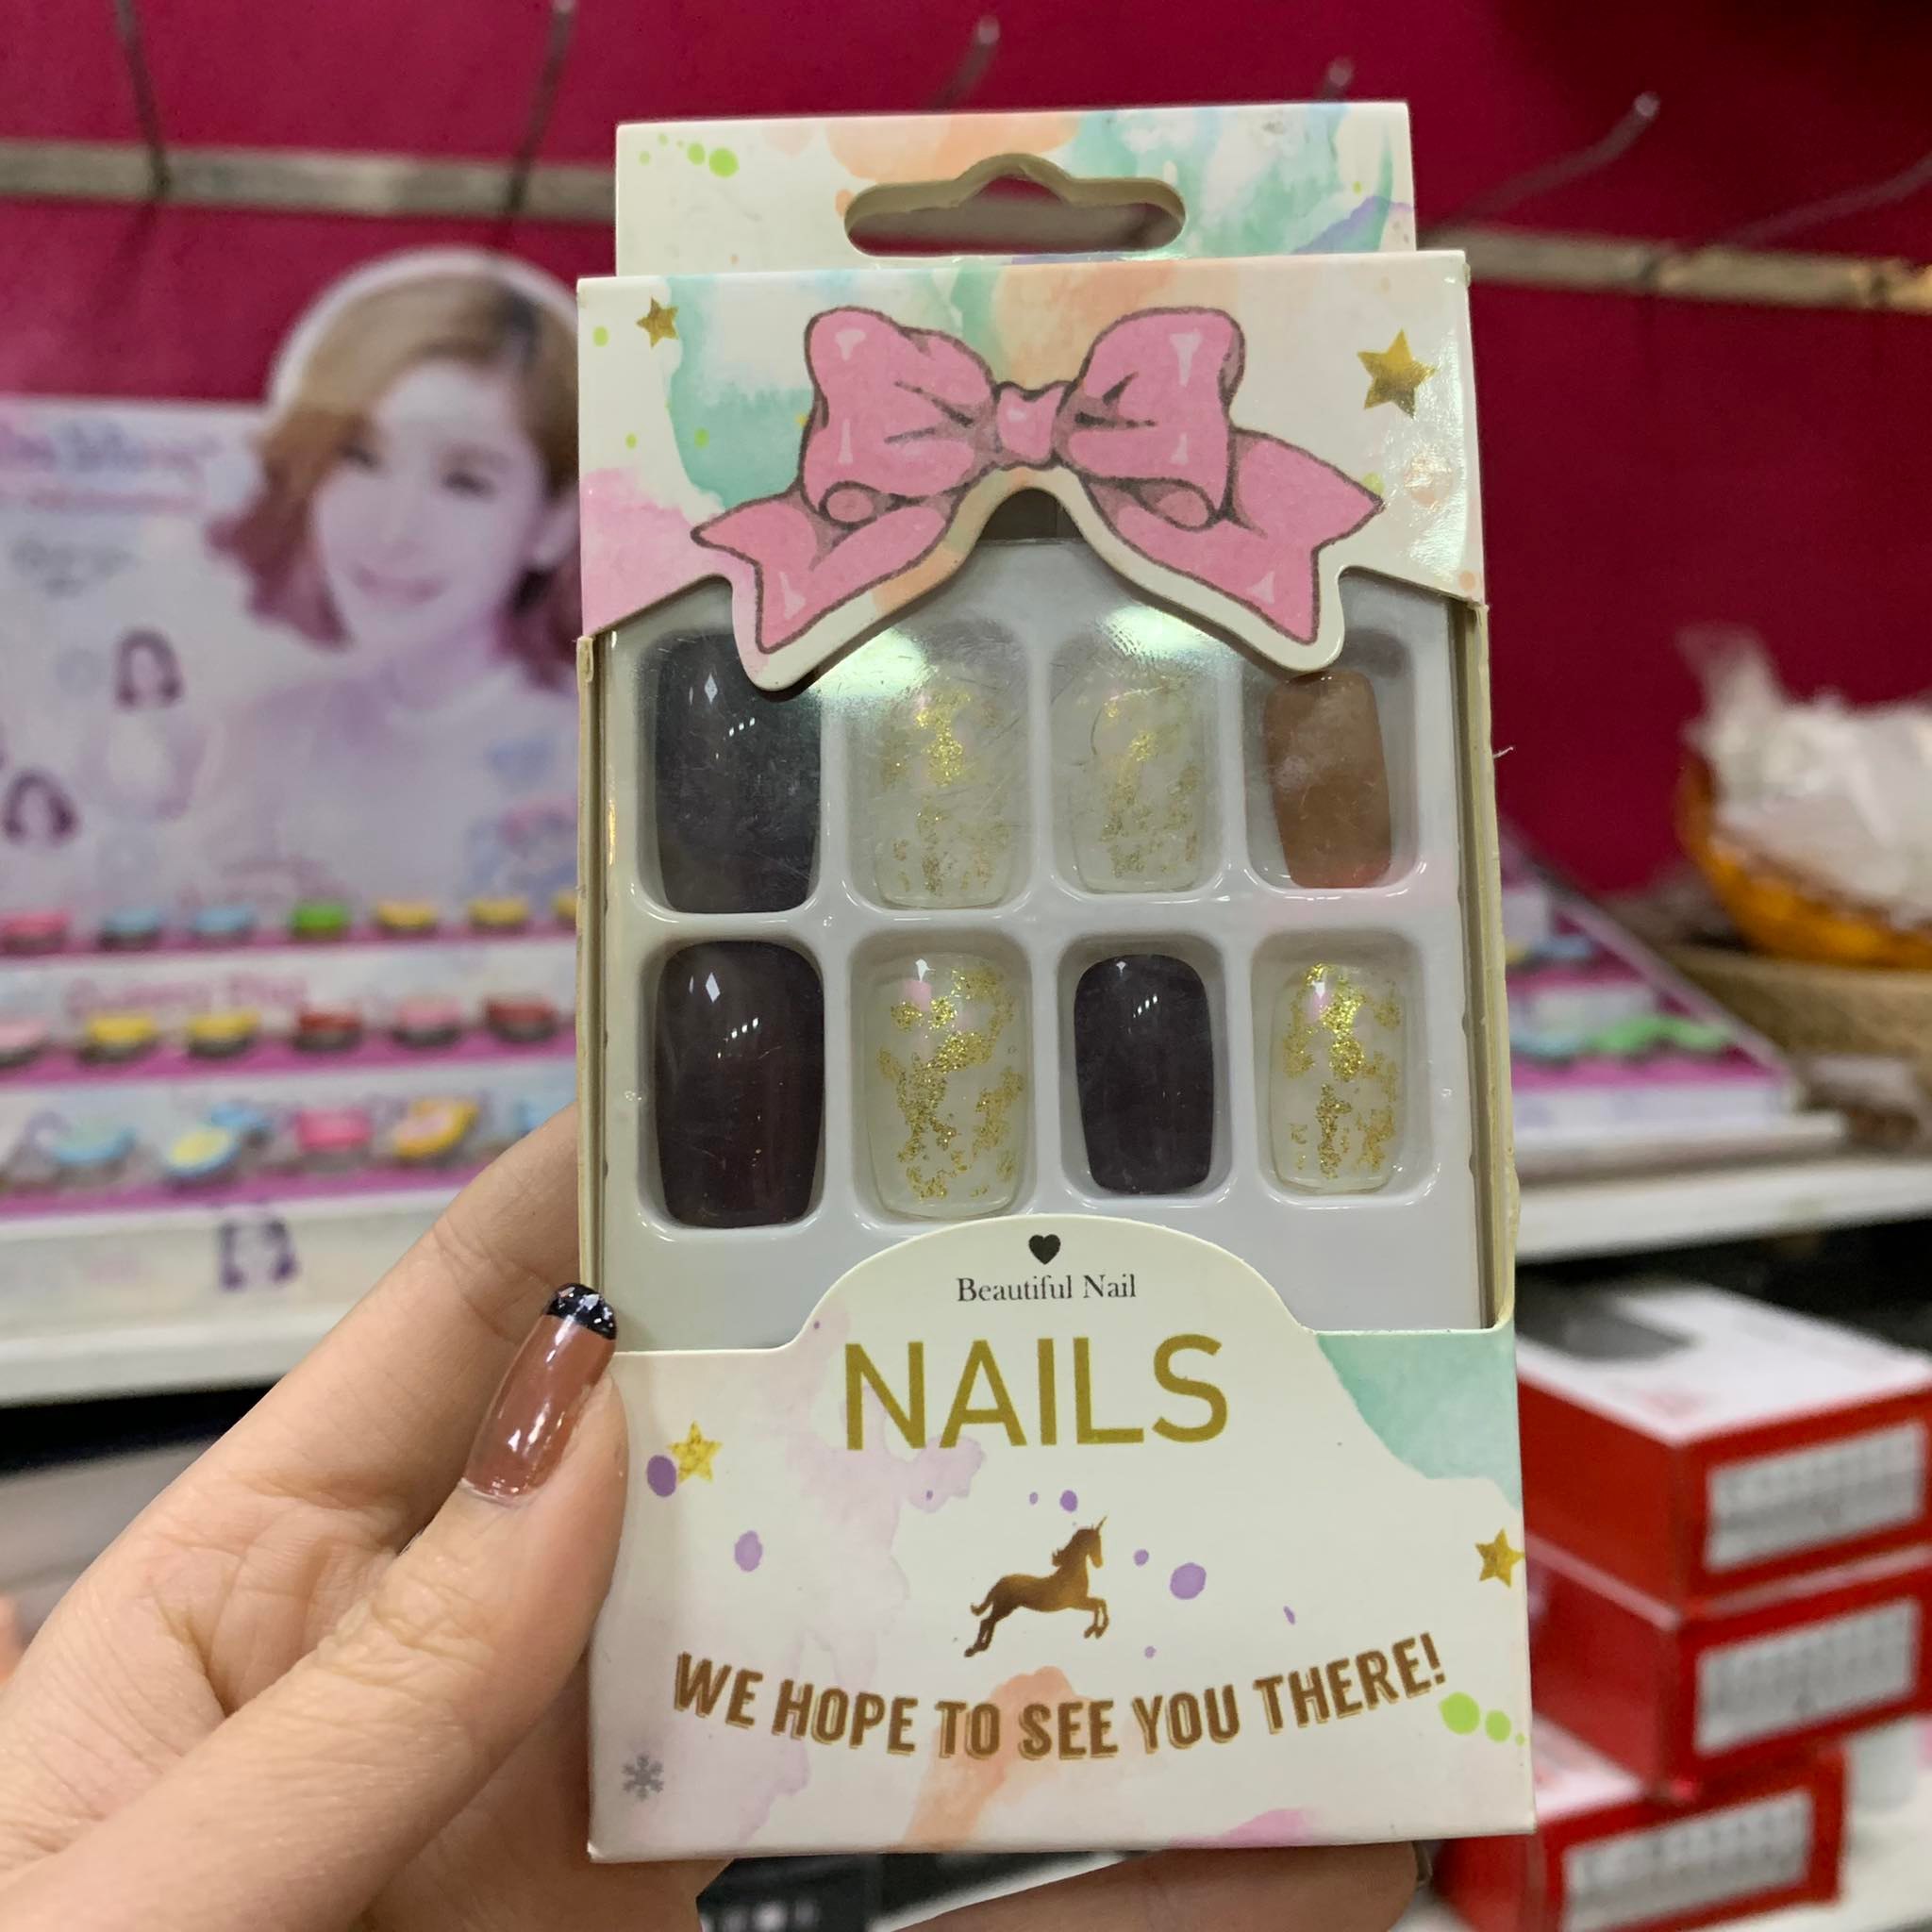 Beautiful Nail
NAILS
WE HOPE TO SEE YOU THERE!